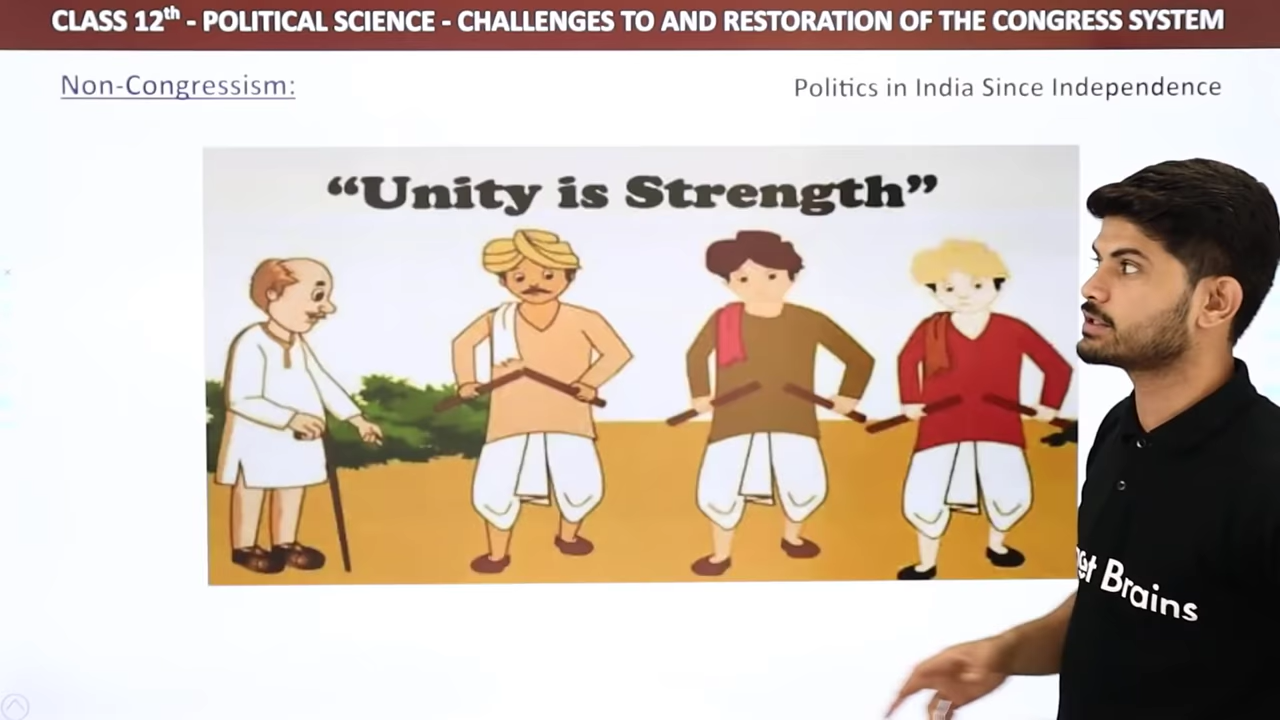 CLASS 12th - POLITICAL SCIENCE - CHALLENGES TO AND RESTORATION OF THE CONGRESS SYSTEM
Non-Congressism:
Politics in India Since Independence
“Unity is Strength”
Brains